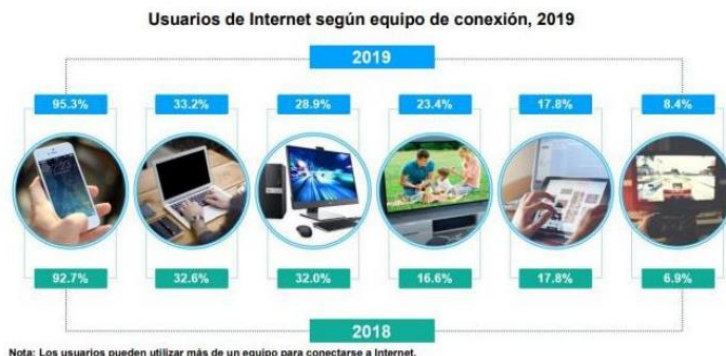 Usuarios de Internet según equipo de conexión, 2019
2019
95.3% 33.2% 28.9% 23.4% 17.8% 8.4%
92.7% 32.6% 32.0% 16.6% 17.8% 6.9%
2018
Nota: Los usuarios pueden utilizar más de un equipo para conectarse a Internet.